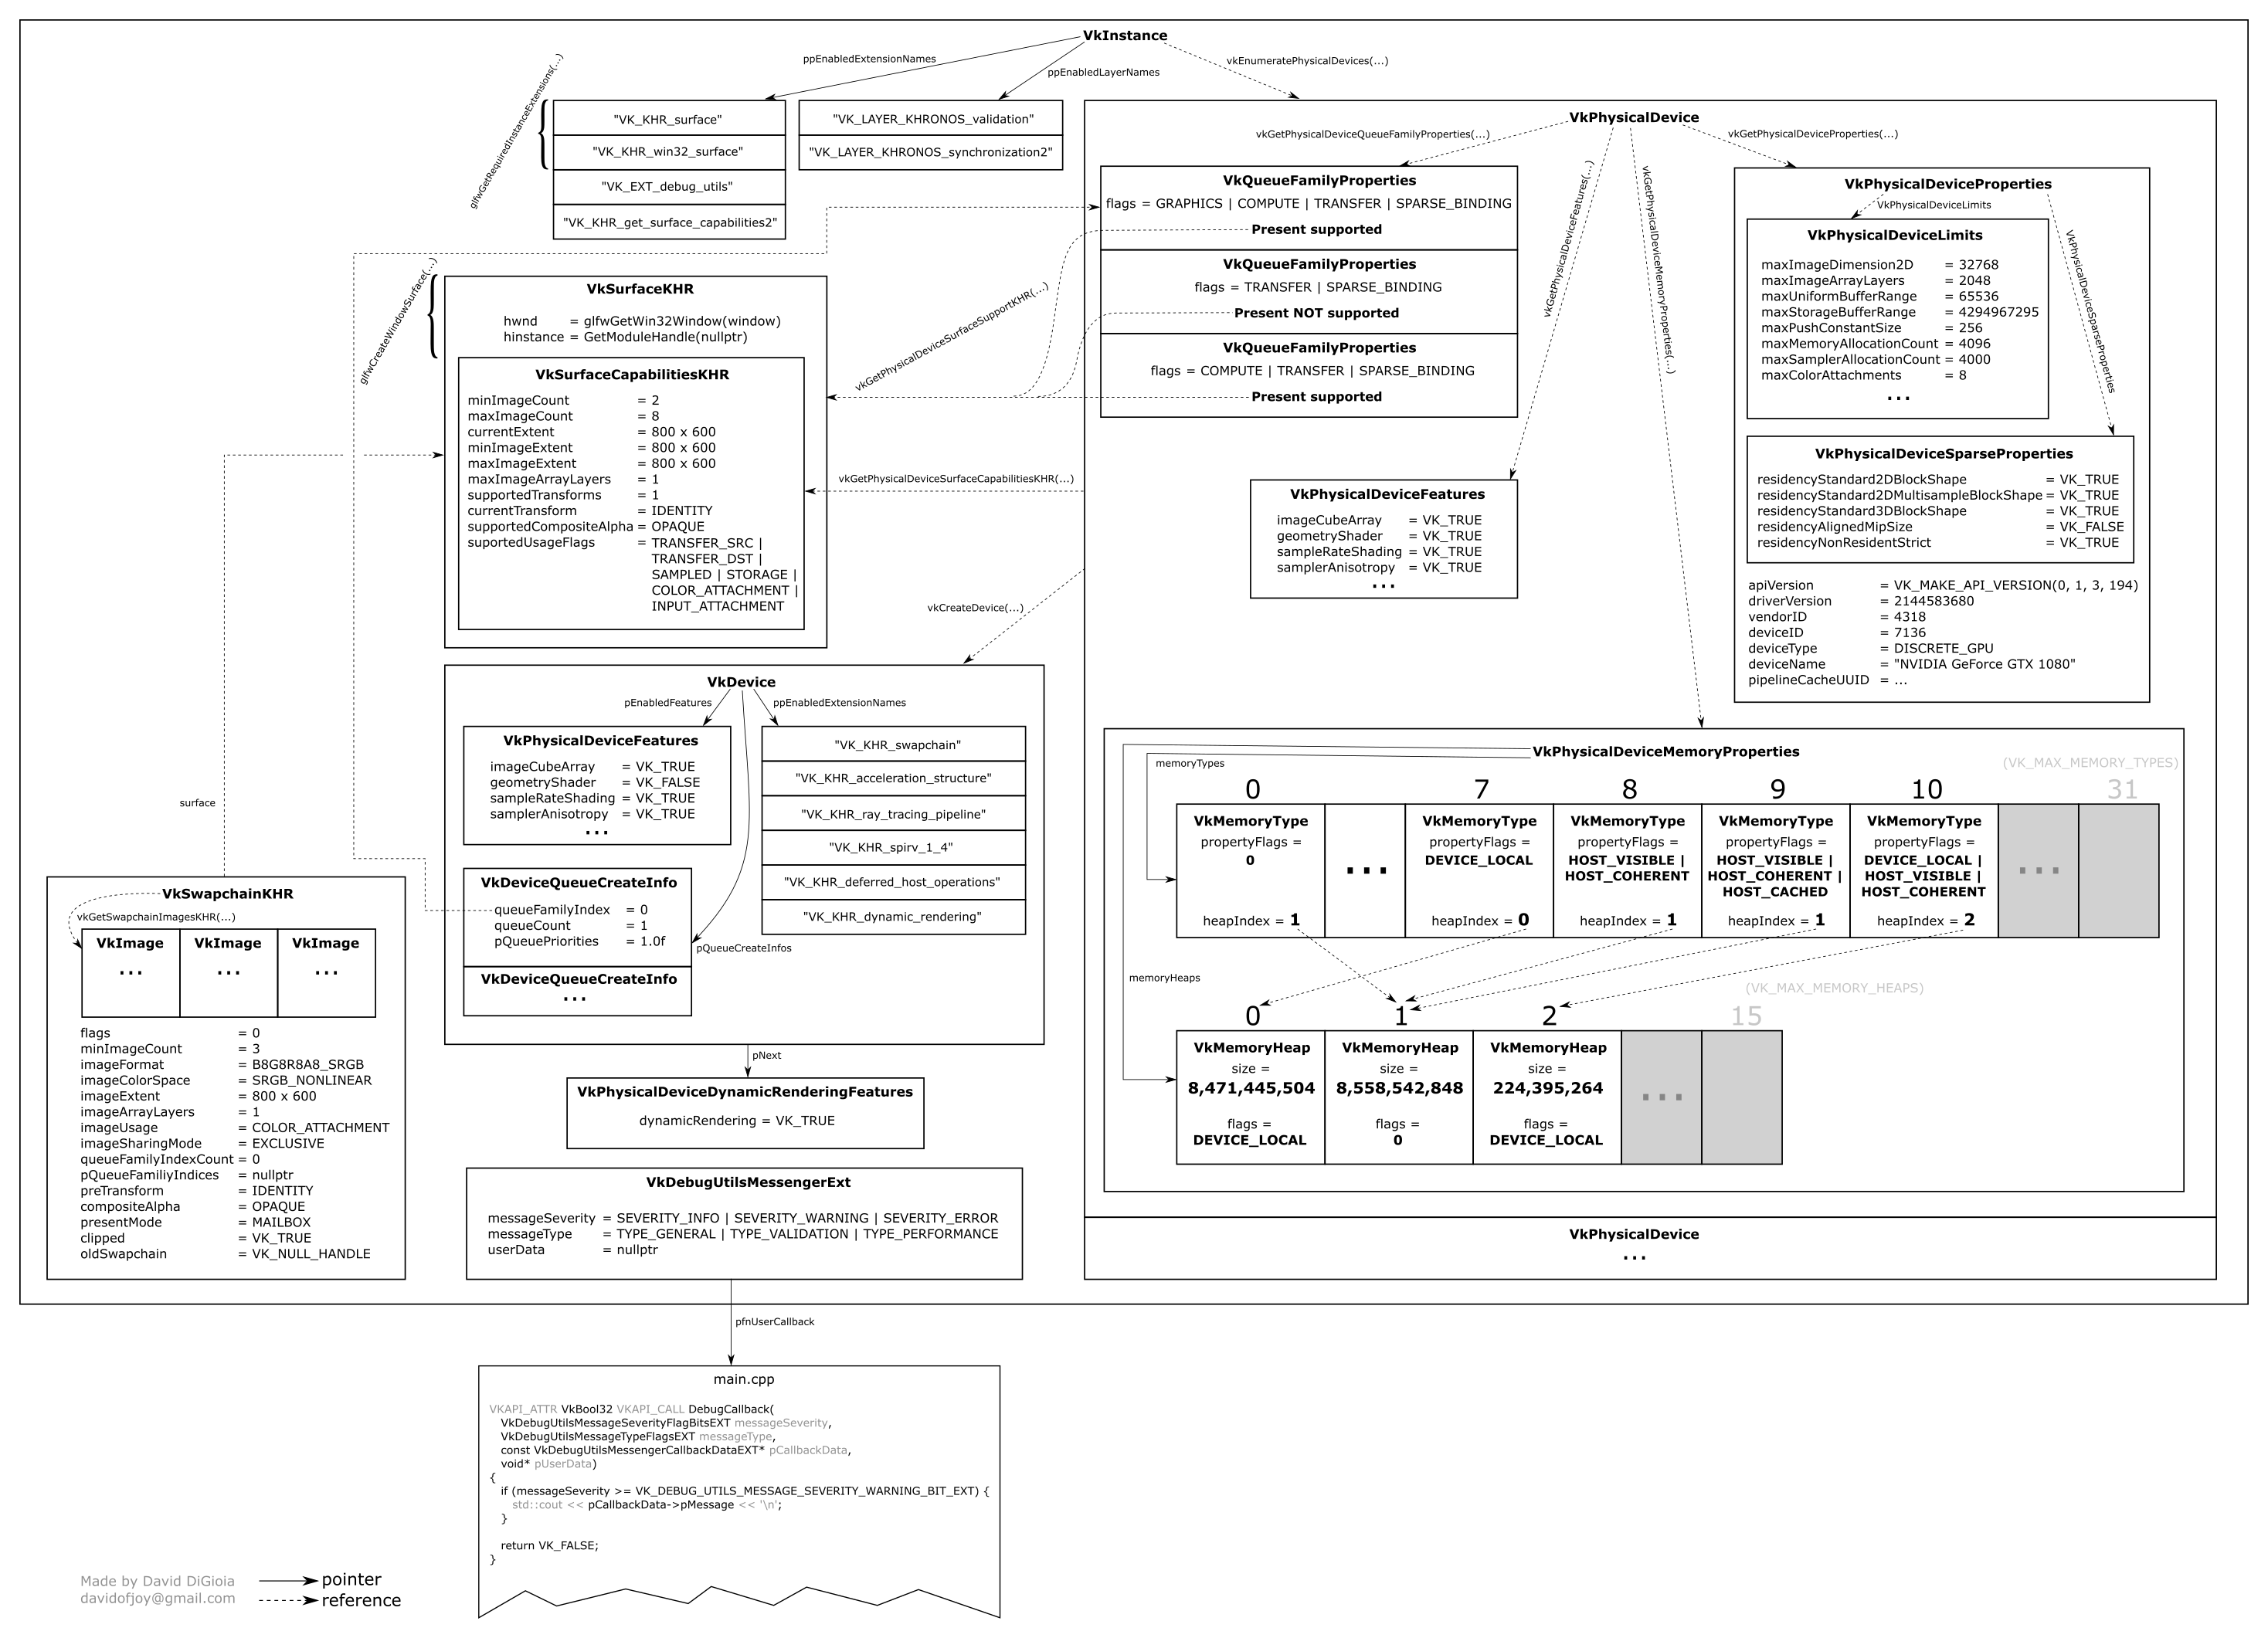 VkInstance
ppEnabledExtensionNames
ppEnabledLayerNames
vkEnumeratePhysicalDevices(...)
glfwGetRequiredInstanceExtensions(...)
"VK_KHR_surface"
"VK_KHR_win32_surface"
"VK_EXT_debug_utils"
"VK_KHR_get_surface_capabilities2"
"VK_LAYER_KHRONOS_validation"
"VK_LAYER_KHRONOS_synchronization2"
VkPhysicalDevice
vkGetPhysicalDeviceQueueFamilyProperties(...)
vkGetPhysicalDeviceFeatures(...)
vkGetPhysicalDeviceMemoryProperties(...)
vkGetPhysicalDeviceProperties(...)
VkQueueFamilyProperties
flags = GRAPHICS | COMPUTE | TRANSFER | SPARSE_BINDING
Present supported
VkQueueFamilyProperties
flags = TRANSFER | SPARSE_BINDING
Present NOT supported
VkQueueFamilyProperties
flags = COMPUTE | TRANSFER | SPARSE_BINDING
Present supported
VkPhysicalDeviceProperties
VkPhysicalDeviceLimits
VkPhysicalDeviceSparseProperties
VkPhysicalDeviceLimits
maxImageDimension2D = 32768
maxImageArrayLayers = 2048
maxUniformBufferRange = 65536
maxStorageBufferRange = 4294967295
maxPushConstantSize = 256
maxMemoryAllocationCount = 4096
maxSamplerAllocationCount = 4000
maxColorAttachments = 8
...
VkPhysicalDeviceSparseProperties
residencyStandard2DBlockShape = VK_TRUE
residencyStandard2DMultisampleBlockShape = VK_TRUE
residencyStandard3DBlockShape = VK_TRUE
residencyAlignedMipSize = VK_FALSE
residencyNonResidentStrict = VK_TRUE
apiVersion = VK_MAKE_API_VERSION(0, 1, 3, 194)
driverVersion = 2144583680
vendorID = 4318
deviceID = 7136
deviceType = DISCRETE_GPU
deviceName = "NVIDIA GeForce GTX 1080"
pipelineCacheUUID = ...
glfwCreateWindowSurface(...)
VkSurfaceKHR
hwnd = glfwGetWin32Window(window)
hinstance = GetModuleHandle(nullptr)
VkSurfaceCapabilitiesKHR
minImageCount = 2
maxImageCount = 8
currentExtent = 800 x 600
minImageExtent = 800 x 600
maxImageExtent = 800 x 600
maxImageArrayLayers = 1
supportedTransforms = 1
currentTransform = IDENTITY
supportedCompositeAlpha = OPAQUE
suportedUsageFlags = TRANSFER_SRC |
TRANSFER_DST |
SAMPLED | STORAGE |
COLOR_ATTACHMENT |
INPUT_ATTACHMENT
vkGetPhysicalDeviceSurfaceSupportKHR(...)
vkGetPhysicalDeviceSurfaceCapabilitiesKHR(...)
VkPhysicalDeviceFeatures
imageCubeArray = VK_TRUE
geometryShader = VK_TRUE
sampleRateShading = VK_TRUE
samplerAnisotropy = VK_TRUE
...
vkCreateDevice(...)
VkDevice
pEnabledFeatures
ppEnabledExtensionNames
VkPhysicalDeviceFeatures
imageCubeArray = VK_TRUE
geometryShader = VK_FALSE
sampleRateShading = VK_TRUE
samplerAnisotropy = VK_TRUE
...
"VK_KHR_swapchain"
"VK_KHR_acceleration_structure"
"VK_KHR_ray_tracing_pipeline"
"VK_KHR_spirv_1_4"
"VK_KHR_deferred_host_operations"
"VK_KHR_dynamic_rendering"
VkDeviceQueueCreateInfo
queueFamilyIndex = 0
queueCount = 1
pQueuePriorities = 1.0f
pQueueCreateInfos
VkDeviceQueueCreateInfo
...
pNext
VkPhysicalDeviceDynamicRenderingFeatures
dynamicRendering = VK_TRUE
surface
VkSwapchainKHR
vkGetSwapchainImagesKHR(...)
VkImage VkImage VkImage
... ... ...
flags = 0
minImageCount = 3
imageFormat = B8G8R8A8_SRGB
imageColorSpace = SRGB_NONLINEAR
imageExtent = 800 x 600
imageArrayLayers = 1
imageUsage = COLOR_ATTACHMENT
imageSharingMode = EXCLUSIVE
queueFamilyIndexCount = 0
pQueueFamiliyIndices = nullptr
preTransform = IDENTITY
compositeAlpha = OPAQUE
presentMode = MAILBOX
clipped = VK_TRUE
oldSwapchain = VK_NULL_HANDLE
VkPhysicalDeviceMemoryProperties
memoryTypes
(VK_MAX_MEMORY_TYPES)
0 7 8 9 10 31
VkMemoryType
propertyFlags =
0
heapIndex = 1
...
VkMemoryType
propertyFlags =
DEVICE_LOCAL
heapIndex = 0
VkMemoryType
propertyFlags =
HOST_VISIBLE |
HOST_COHERENT
heapIndex = 1
VkMemoryType
propertyFlags =
HOST_VISIBLE |
HOST_COHERENT |
HOST_CACHED
heapIndex = 1
VkMemoryType
propertyFlags =
DEVICE_LOCAL |
HOST_VISIBLE |
HOST_COHERENT
heapIndex = 2
...
memoryHeaps
(VK_MAX_MEMORY_HEAPS)
0 1 2 15
VkMemoryHeap
size =
8,471,445,504
flags =
DEVICE_LOCAL
VkMemoryHeap
size =
8,558,542,848
flags =
0
VkMemoryHeap
size =
224,395,264
flags =
DEVICE_LOCAL
...
VkPhysicalDevice
...
VkDebugUtilsMessengerExt
messageSeverity = SEVERITY_INFO | SEVERITY_WARNING | SEVERITY_ERROR
messageType = TYPE_GENERAL | TYPE_VALIDATION | TYPE_PERFORMANCE
userData = nullptr
pfnUserCallback
main.cpp
VKAPI_ATTR VkBool32 VKAPI_CALL DebugCallback(
VkDebugUtilsMessageSeverityFlagBitsEXT messageSeverity,
VkDebugUtilsMessageTypeFlagsEXT messageType,
const VkDebugUtilsMessengerCallbackDataEXT* pCallbackData,
void* pUserData)
{
if (messageSeverity >= VK_DEBUG_UTILS_MESSAGE_SEVERITY_WARNING_BIT_EXT) {
std::cout << pCallbackData->pMessage << '\n';
}
return VK_FALSE;
}
Made by David DiGioia
davidofjoy@gmail.com
pointer
reference